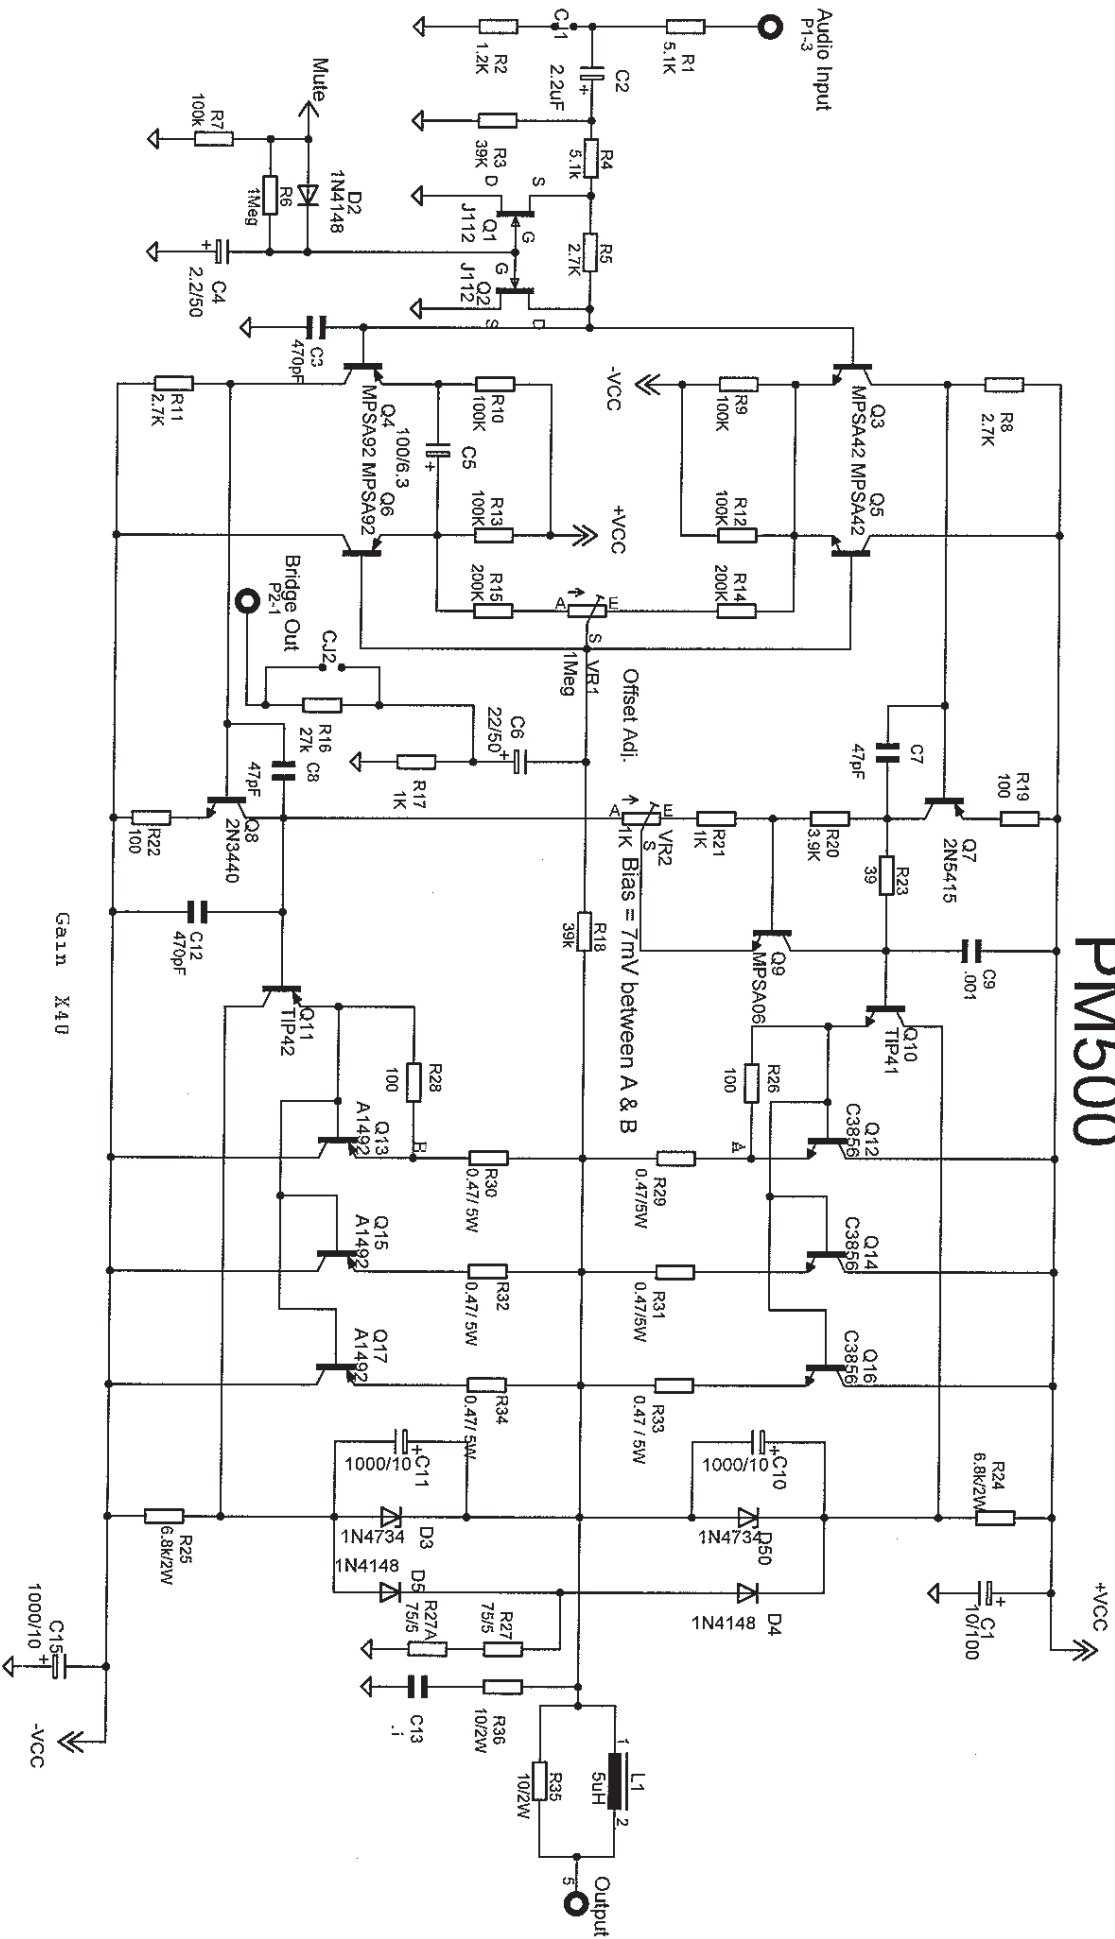 PM500
Audio Input
P1-3
R1
5.1K
CJ1
R2
1.2K
C2
2.2uF
+
R3
39K
R4
5.1k
R5
2.7K
Mute
R7
100k
R6
1Meg
D2
1N4148
C4
2.2/50
+
D
S
Q1
J112
G
G
Q2
J112
S
D
C3
470pF
R11
2.7K
Q4
MPSA92
R10
100K
C5
100/6.3
+
-VCC
R9
100K
Q3
MPSA42
R8
2.7K
Q6
MPSA92
R13
100K
+VCC
R12
100K
Q5
MPSA42
R15
200K
A
E
S
VR1
1Meg
R14
200K
Offset Adj.
Bridge Out
P2-1
CJ2
R16
27k
R17
1K
C6
22/50
+
C8
47pF
C7
47pF
R19
100
Q7
2N5415
R20
3.9K
R21
1K
A
E
S
VR2
1K
Bias = 7mV between A & B
R22
100
Q8
2N3440
R23
39
R18
39k
Q9
MPSA06
C9
.001
C12
470pF
Gain X40
Q11
TIP42
Q10
TIP41
R28
100
R26
100
Q13
A1492
B
R30
0.47/ 5W
R29
0.47/5W
A
Q12
C3856
Q15
A1492
R32
0.47/ 5W
R31
0.47/5W
Q14
C3856
Q17
A1492
R34
0.47/ 5W
R33
0.47 / 5W
Q16
C3856
C11
1000/10
+
C10
1000/10
+
R24
6.8k/2W
R25
6.8k/2W
D3
1N4734
D50
1N4734
D5
1N4148
D4
1N4148
R27A
75/5
R27
75/5
C1
10/100
+
+VCC
C15
1000/10
+
-VCC
C13
R36
10/2W
L1
5uH
1
2
R35
10/2W
5
Output